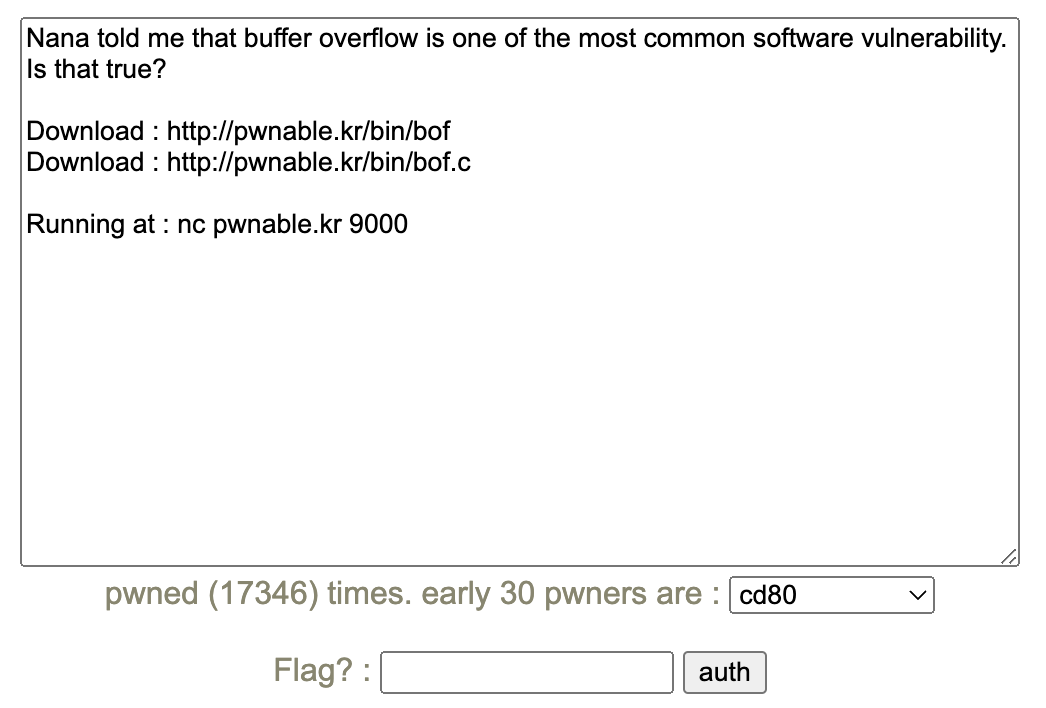 Nana told me that buffer overflow is one of the most common software vulnerability.
Is that true?
Download : http://pwnable.kr/bin/bof
Download : http://pwnable.kr/bin/bof.c
Running at : nc pwnable.kr 9000
pwned (17346) times. early 30 pwners are : cd80
Flag? : auth